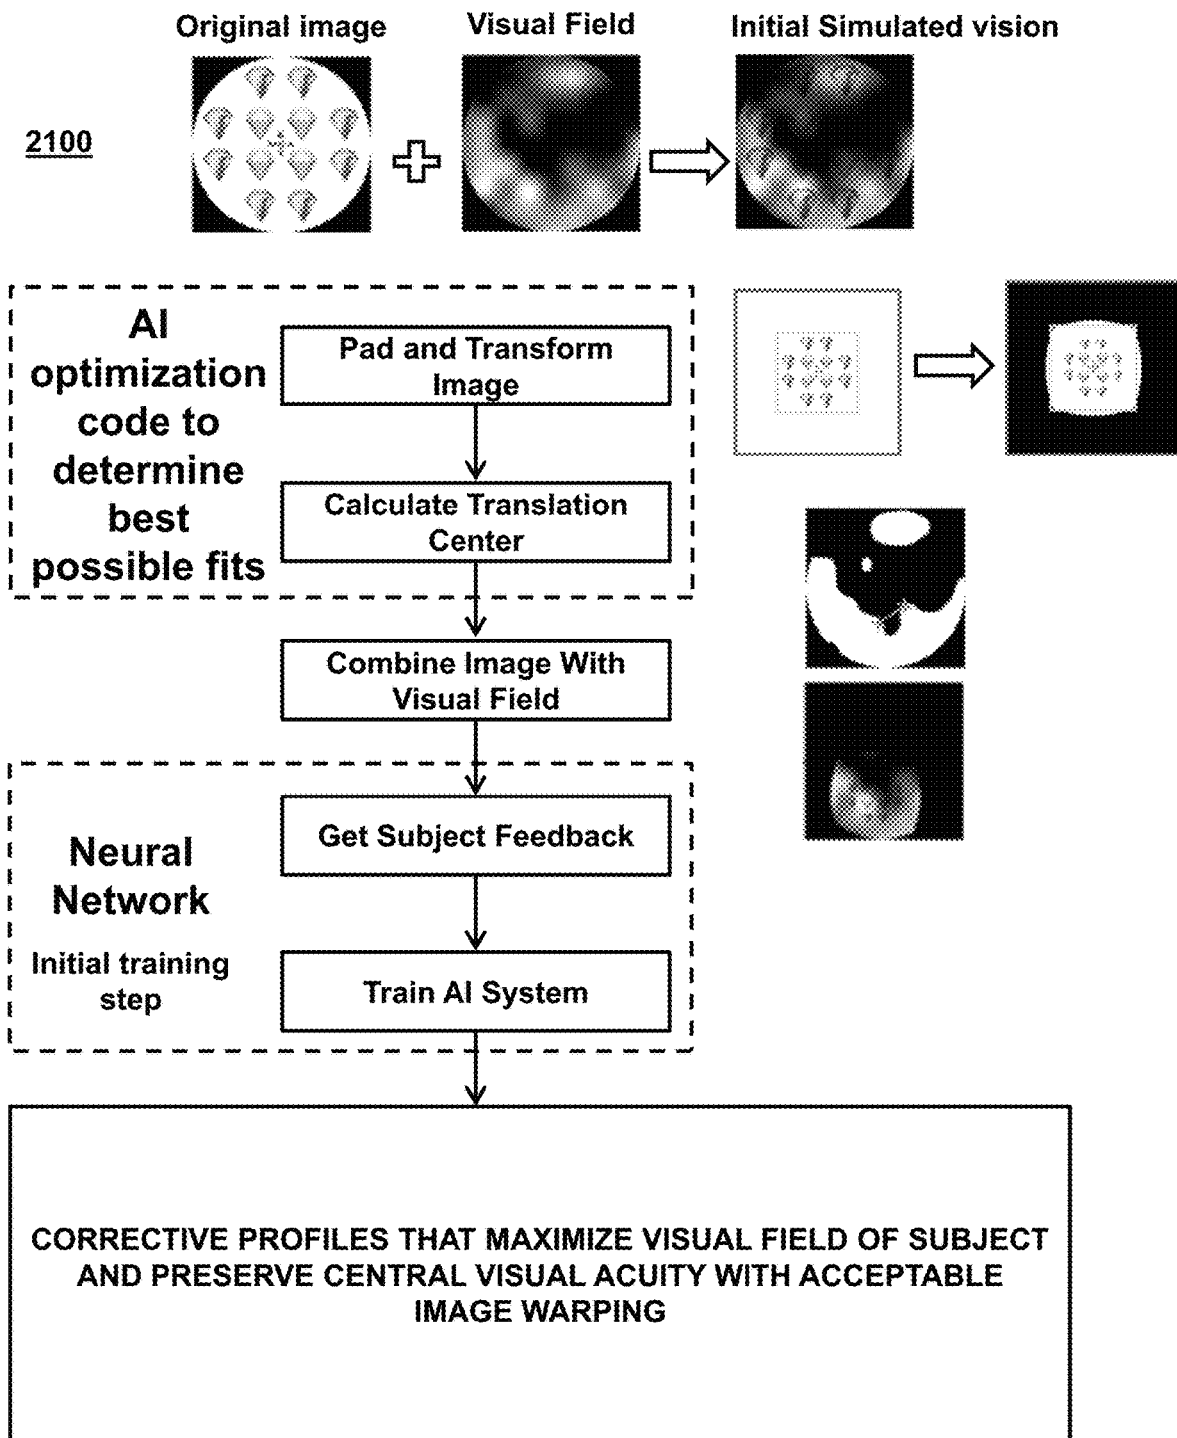 Original image
Visual Field
Initial Simulated vision
2100
AI
optimization
code to
determine
best
possible fits
Pad and Transform
Image
Calculate Translation
Center
Combine Image With
Visual Field
Neural
Network
Initial training
step
Get Subject Feedback
Train AI System
CORRECTIVE PROFILES THAT MAXIMIZE VISUAL FIELD OF SUBJECT
AND PRESERVE CENTRAL VISUAL ACUITY WITH ACCEPTABLE
IMAGE WARPING